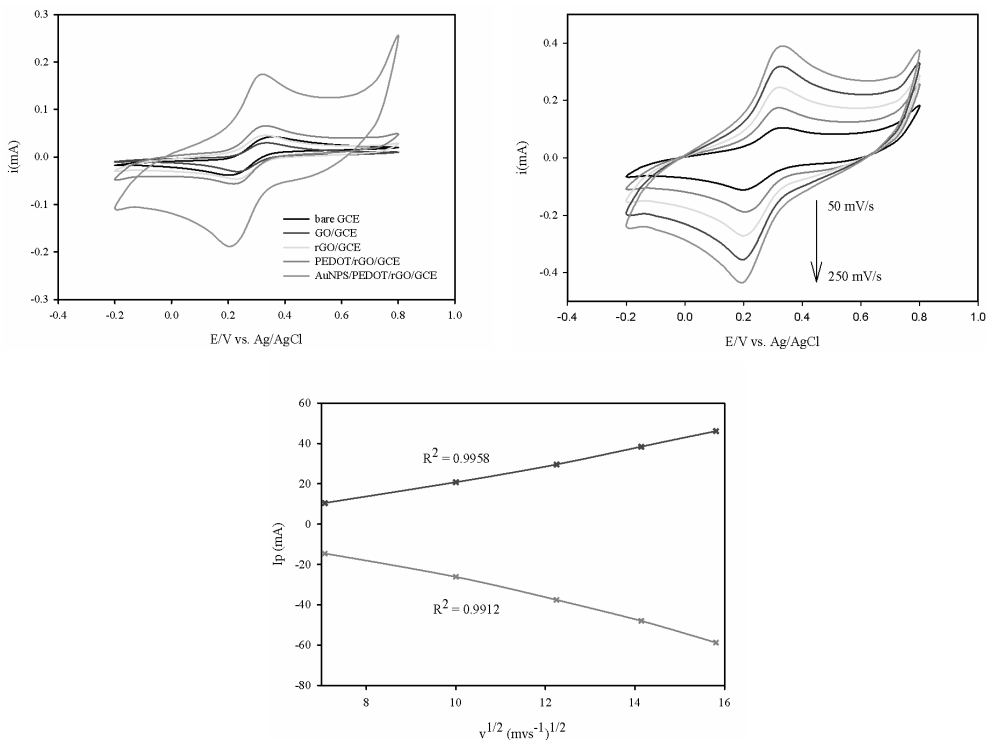 0.3
0.2
0.1
0.0
-0.1
-0.2
-0.3
i(mA)
-0.4 -0.2 0.0 0.2 0.4 0.6 0.8 1.0
E/V vs. Ag/AgCl
bare GCE
GO/GCE
rGO/GCE
PEDOT/rGO/GCE
AuNPS/PEDOT/rGO/GCE
0.4
0.2
0.0
-0.2
-0.4
i(mA)
-0.4 -0.2 0.0 0.2 0.4 0.6 0.8 1.0
E/V vs. Ag/AgCl
50 mV/s
250 mV/s
60
40
20
0
-20
-40
-60
-80
Ip (mA)
R² = 0.9958
R² = 0.9912
8 10 12 14 16
v^1/2 (mvs^-1)^1/2